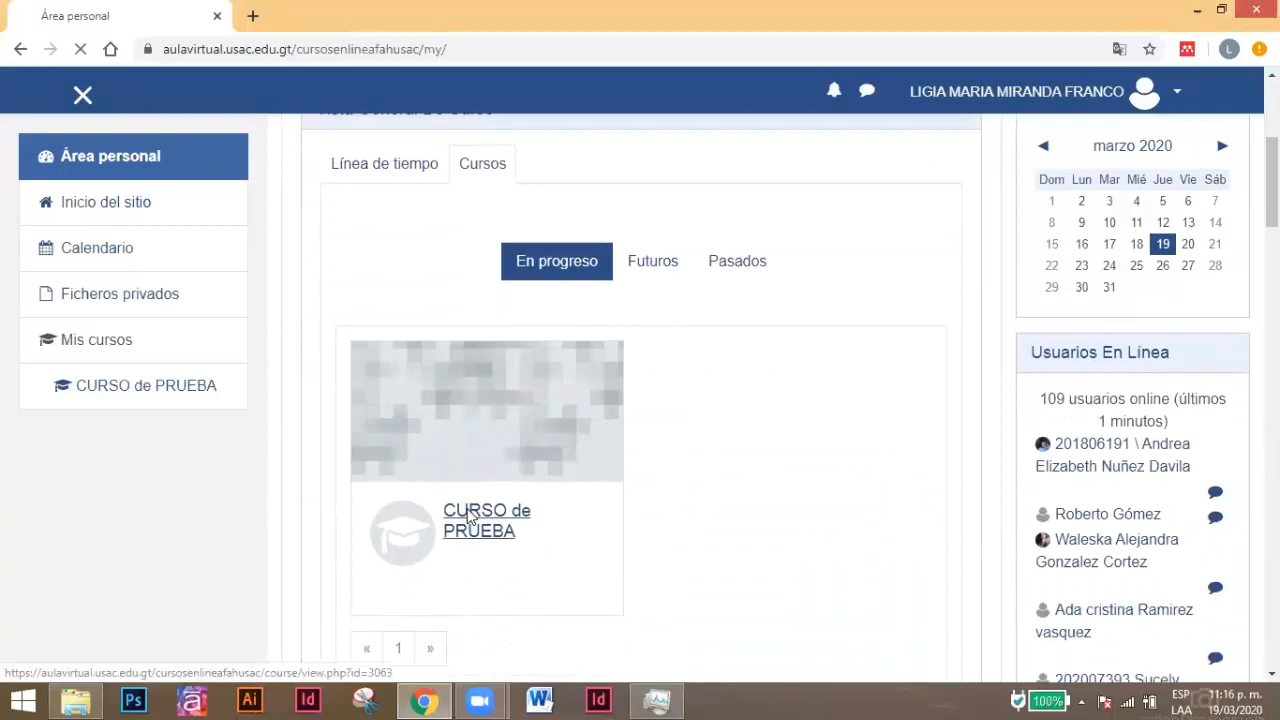 Área personal
aulavirtual.usac.edu.gt/cursosenlineafahusac/my/
L
LIGIA MARIA MIRANDA FRANCO
Área personal
Inicio del sitio
Calendario
Ficheros privados
Mis cursos
CURSO de PRUEBA
Línea de tiempo
Cursos
En progreso
Futuros
Pasados
CURSO de
PRUEBA
« 1 »
◀ marzo 2020 ▶
Dom Lun Mar Mié Jue Vie Sáb
1 2 3 4 5 6 7
8 9 10 11 12 13 14
15 16 17 18 19 20 21
22 23 24 25 26 27 28
29 30 31
Usuarios En Línea
109 usuarios online (últimos
1 minutos)
201806191 \ Andrea
Elizabeth Nuñez Davila
Roberto Gómez
Waleska Alejandra
Gonzalez Cortez
Ada cristina Ramirez
vasquez
202007393 Sucely
https://aulavirtual.usac.edu.gt/cursosenlineafahusac/course/view.php?id=3063
Ps
a
Ai
Id
W
Id
100%
ESP
LAA
11:16 p. m.
19/03/2020